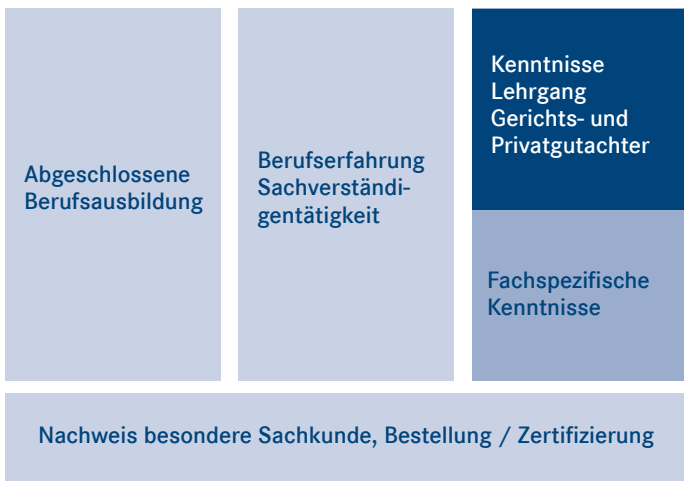 Abgeschlossene
Berufsausbildung
Berufserfahrung
Sachverständi-
gentätigkeit
Kenntnisse
Lehrgang
Gerichts- und
Privatgutachter
Fachspezifische
Kenntnisse
Nachweis besondere Sachkunde, Bestellung / Zertifizierung